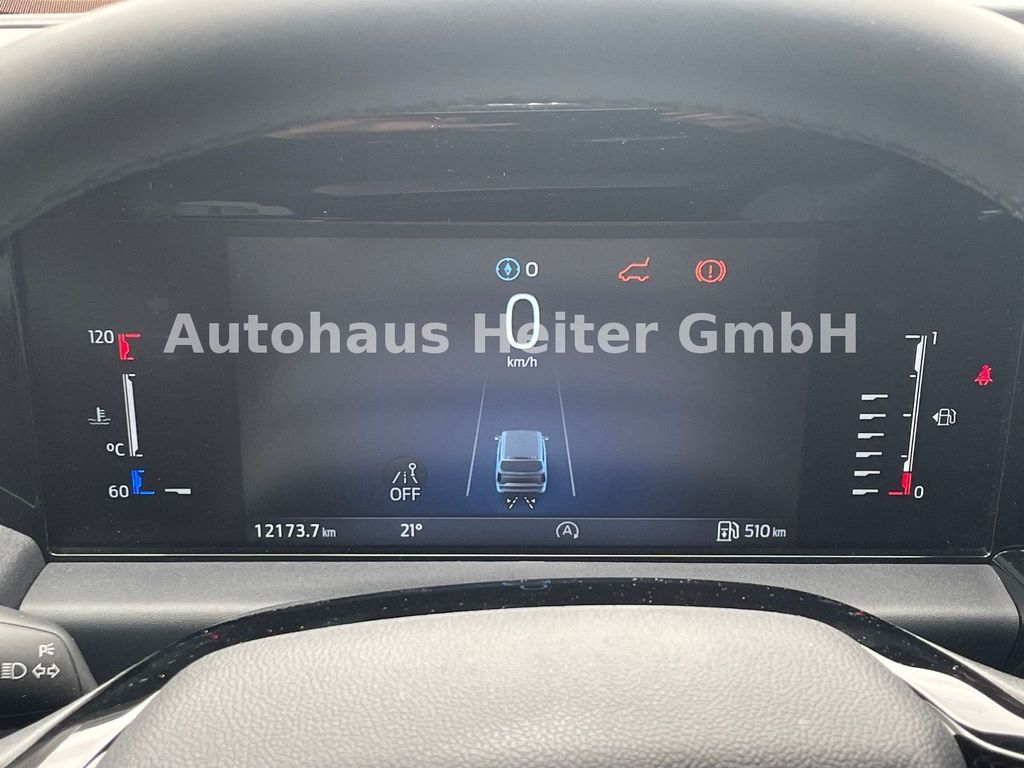 0
120
Autohaus Heiter GmbH
0
1
km/h
°C
60
OFF
0
12173.7 km
21°
A
510 km